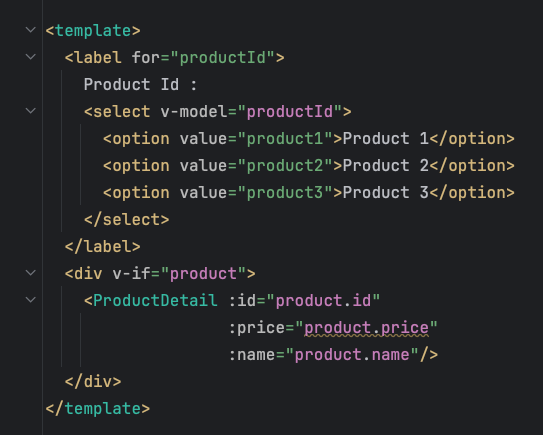 <template>
  <label for="productId">
    Product Id :
    <select v-model="productId">
      <option value="product1">Product 1</option>
      <option value="product2">Product 2</option>
      <option value="product3">Product 3</option>
    </select>
  </label>
  <div v-if="product">
    <ProductDetail :id="product.id"
                   :price="product.price"
                   :name="product.name"/>
  </div>
</template>